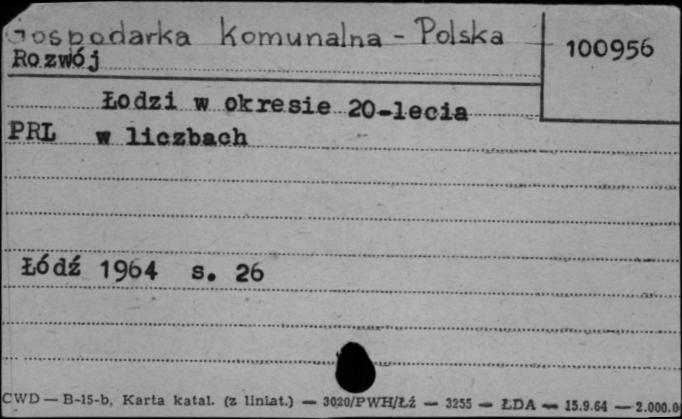 Gospodarka Komunalna - Polska
100956
Rozwój
Łodzi w okresie 20-lecia
PRL w liczbach
Łódź 1964 s. 26
CWD — B-15-b, Karta katal. (z liniat.) — 3020/PWH/Łź — 3255 — ŁDA — 15.9.64 — 2.000.0